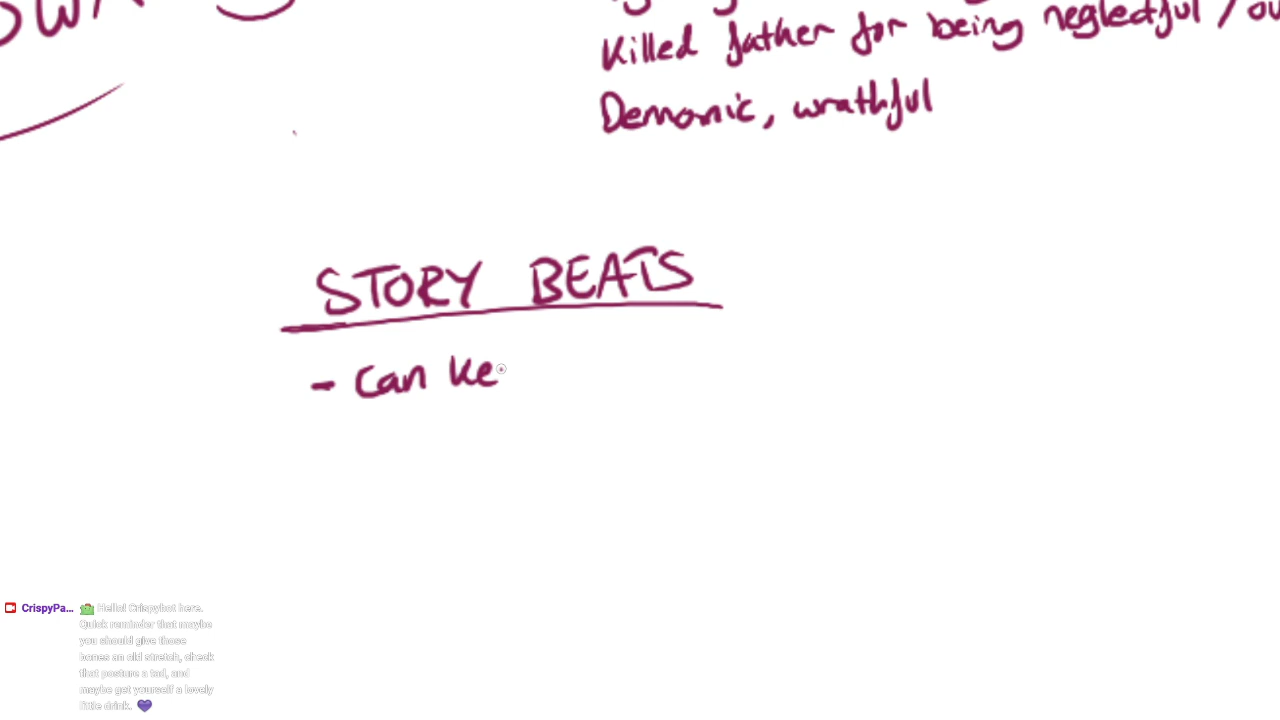 Killed father for being neglectful /
Demonic, wrathful
STORY BEATS
- Can Ke
CrispyPa... Hello! Crispybot here.
Quick reminder that maybe
you should give those
bones an old stretch, check
that posture a tad, and
maybe get yourself a lovely
little drink. 💜